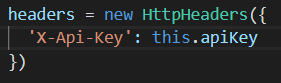 headers = new HttpHeaders({
  'X-Api-Key': this.apiKey
})